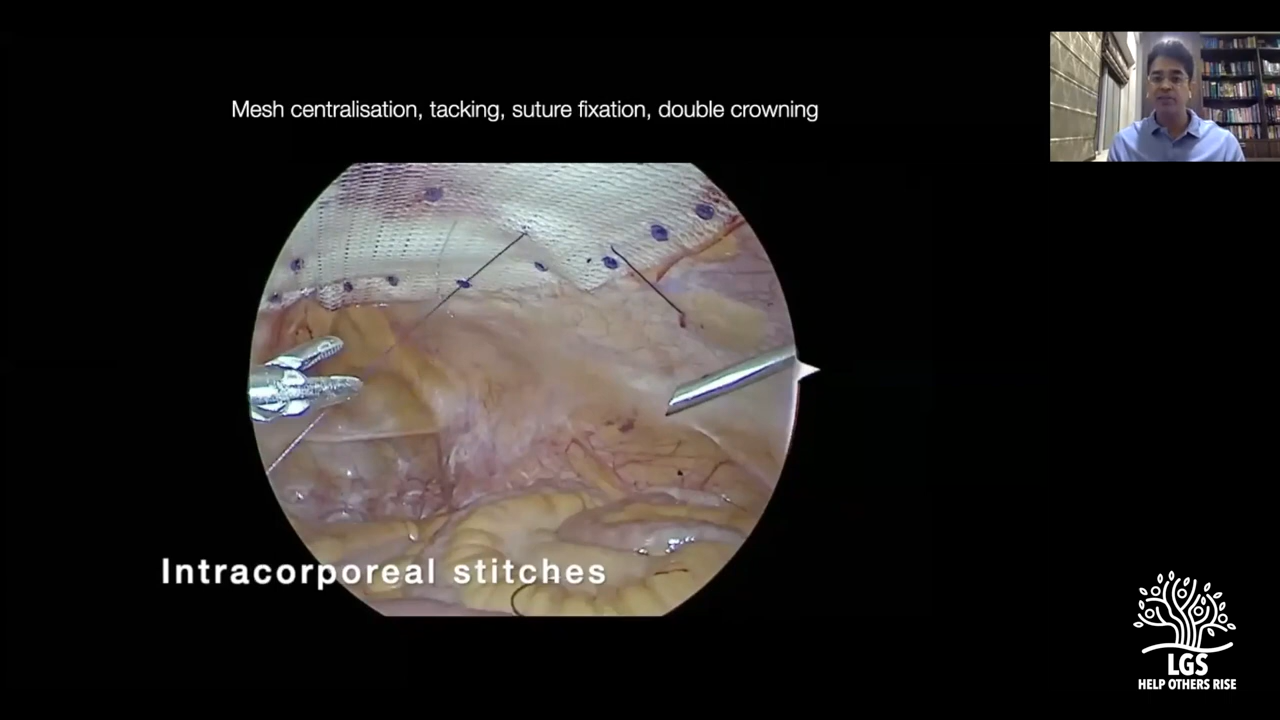 Mesh centralisation, tacking, suture fixation, double crowning
Intracorporeal stitches
LGS
HELP OTHERS RISE